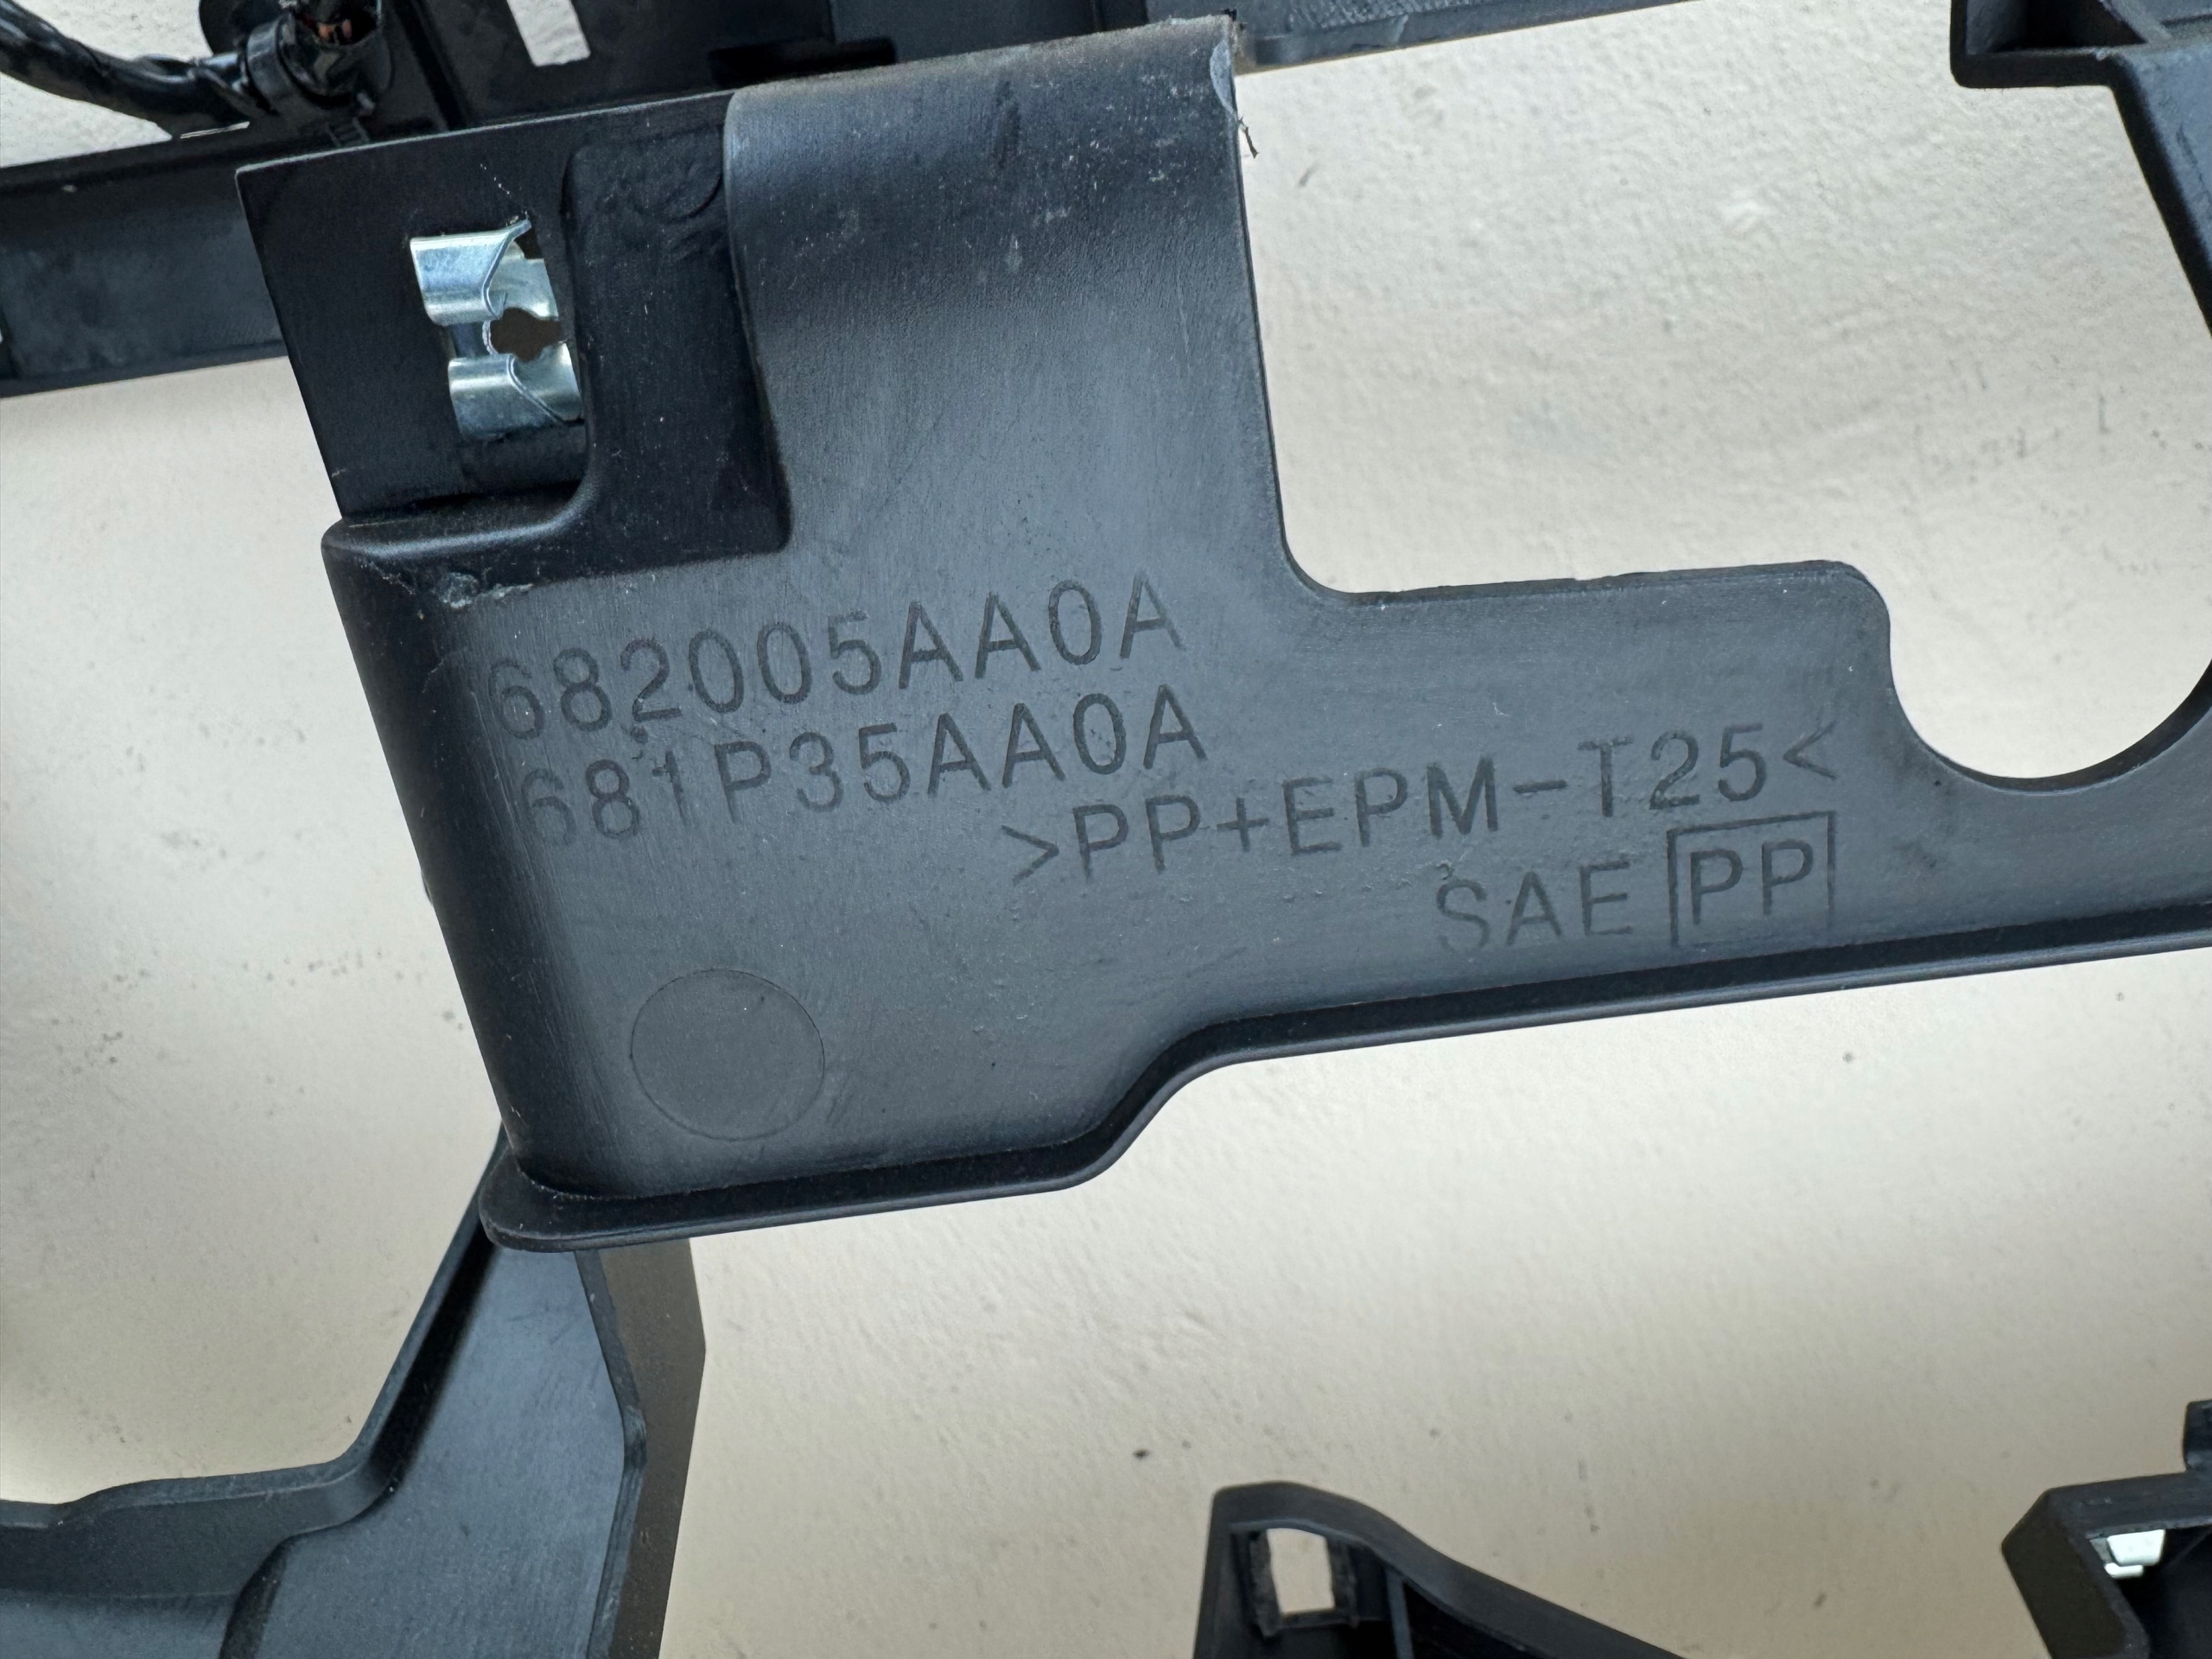 682005AA0A
681P35AA0A
>PP+EPM-T25<
SAE PP